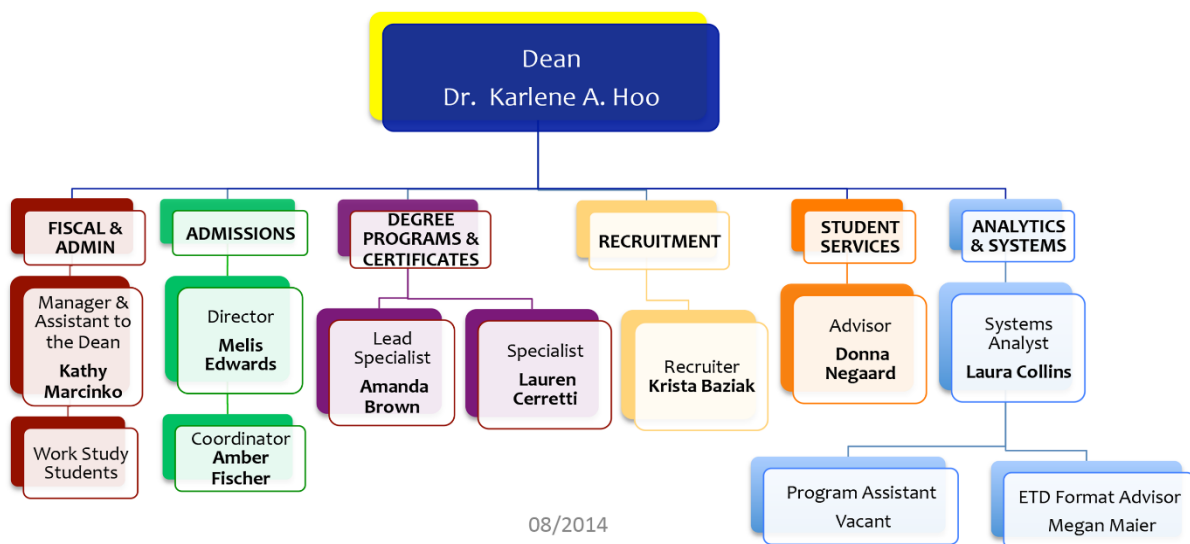 Dean
Dr. Karlene A. Hoo
FISCAL &
ADMIN
ADMISSIONS
DEGREE
PROGRAMS &
CERTIFICATES
RECRUITMENT
STUDENT
SERVICES
ANALYTICS
& SYSTEMS
Manager &
Assistant to
the Dean
Kathy
Marcinko
Director
Melis
Edwards
Lead
Specialist
Amanda
Brown
Specialist
Lauren
Cerretti
Recruiter
Krista Baziak
Advisor
Donna
Negaard
Systems
Analyst
Laura Collins
Work Study
Students
Coordinator
Amber
Fischer
Program Assistant
Vacant
ETD Format Advisor
Megan Maier
08/2014